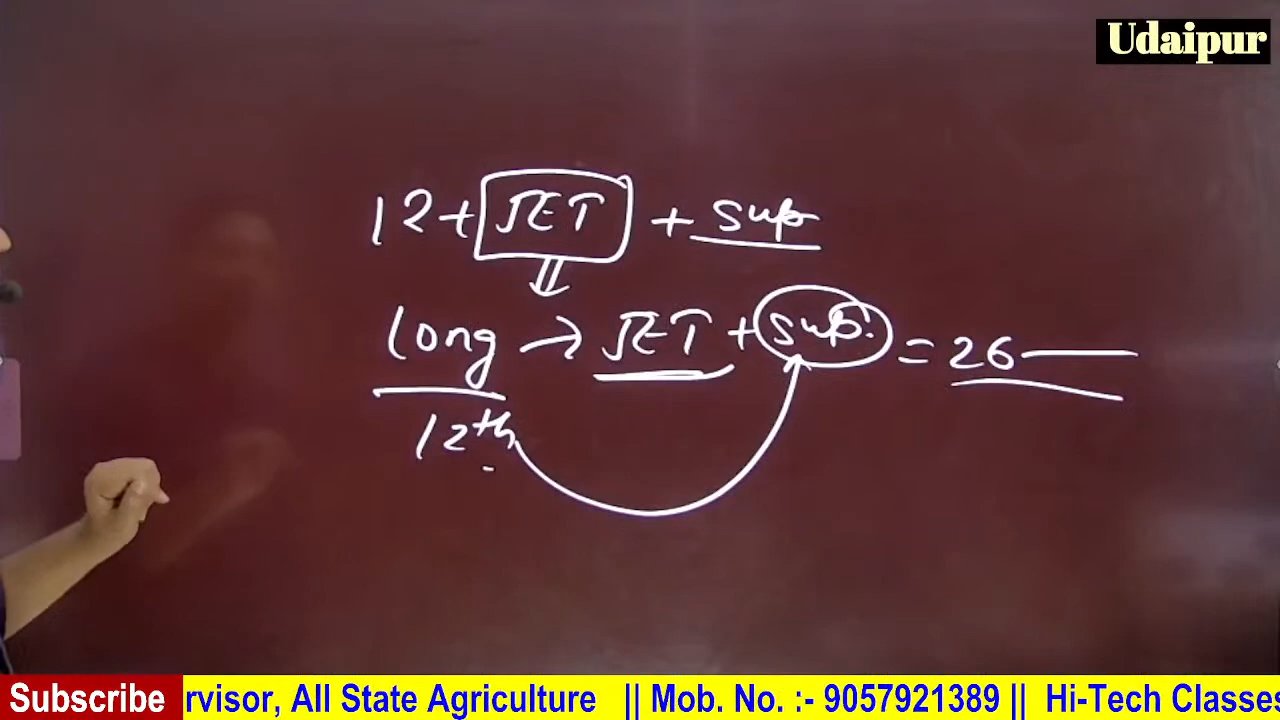 Udaipur
12+ JET + sup
long → JET + sup. = 26
12th
Subscribe rvisor, All State Agriculture || Mob. No. :- 9057921389 || Hi-Tech Classes